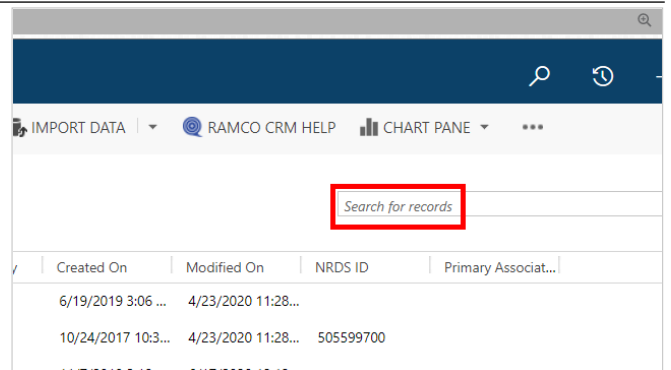 IMPORT DATA RAMCO CRM HELP CHART PANE •••
Search for records
y Created On Modified On NRDS ID Primary Associat...
6/19/2019 3:06 ... 4/23/2020 11:28...
10/24/2017 10:3... 4/23/2020 11:28... 505599700